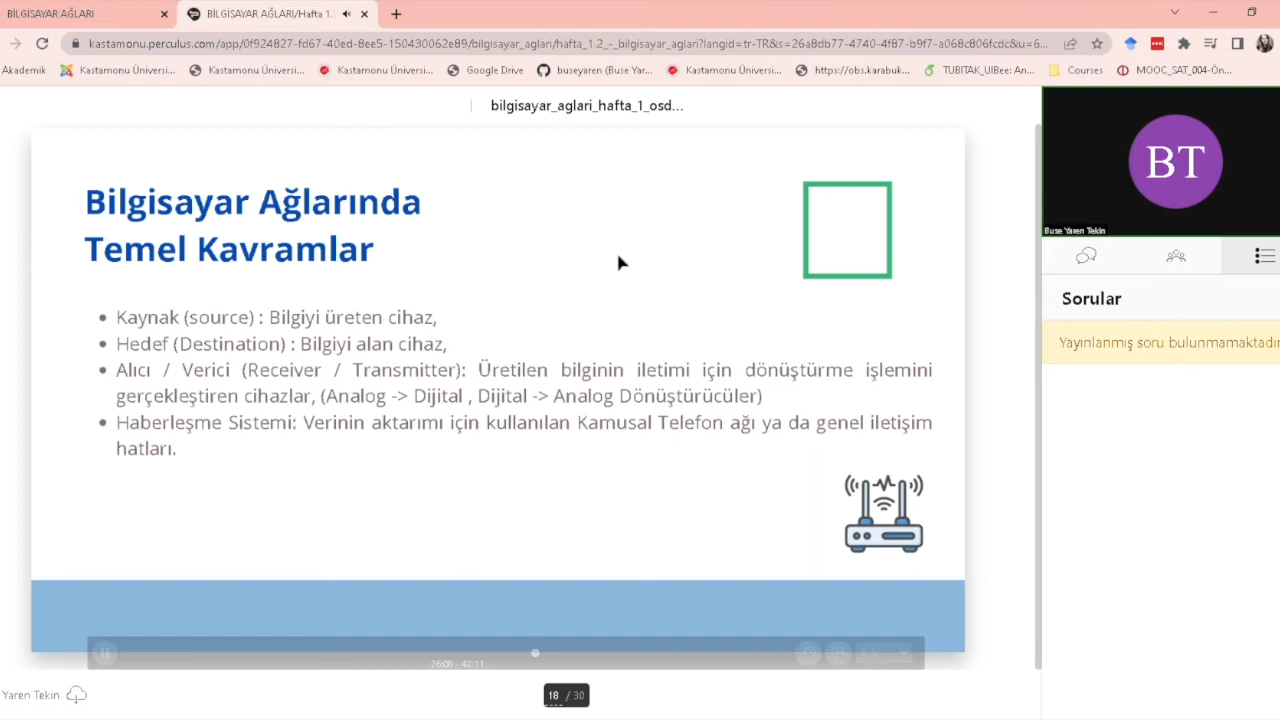 BİLGİSAYAR AĞLARI
BİLGİSAYAR AĞLARI/Hafta 1.
kastamonu.perculus.com/app/0f924827-fd67-40ed-8ee5-150430062e89/bilgisayar_aglari/hafta_1.2_-_bilgisayar_aglari?langid=tr-TR&s=26a8db77-4740-4f87-b9f7-a068c806fcdc&u=6...
Akademik
Kastamonu Üniversi...
Kastamonu Üniversi...
Kastamonu Üniversi...
Google Drive
buseyaren (Buse Yar...
Kastamonu Üniversi...
https://obs.karabuk...
TUBITAK_UIBee: An...
Courses
MOOC_SAT_004-Ön...
bilgisayar_aglari_hafta_1_osd...
Bilgisayar Ağlarında
Temel Kavramlar
Kaynak (source) : Bilgiyi üreten cihaz,
Hedef (Destination) : Bilgiyi alan cihaz,
Alıcı / Verici (Receiver / Transmitter): Üretilen bilginin iletimi için dönüştürme işlemini
gerçekleştiren cihazlar, (Analog -> Dijital , Dijital -> Analog Dönüştürücüler)
Haberleşme Sistemi: Verinin aktarımı için kullanılan Kamusal Telefon ağı ya da genel iletişim
hatları.
BT
Buse Yaren Tekin
Sorular
Yayınlanmış soru bulunmamaktadır
26:05 - 42:11
Yaren Tekin
18 / 30